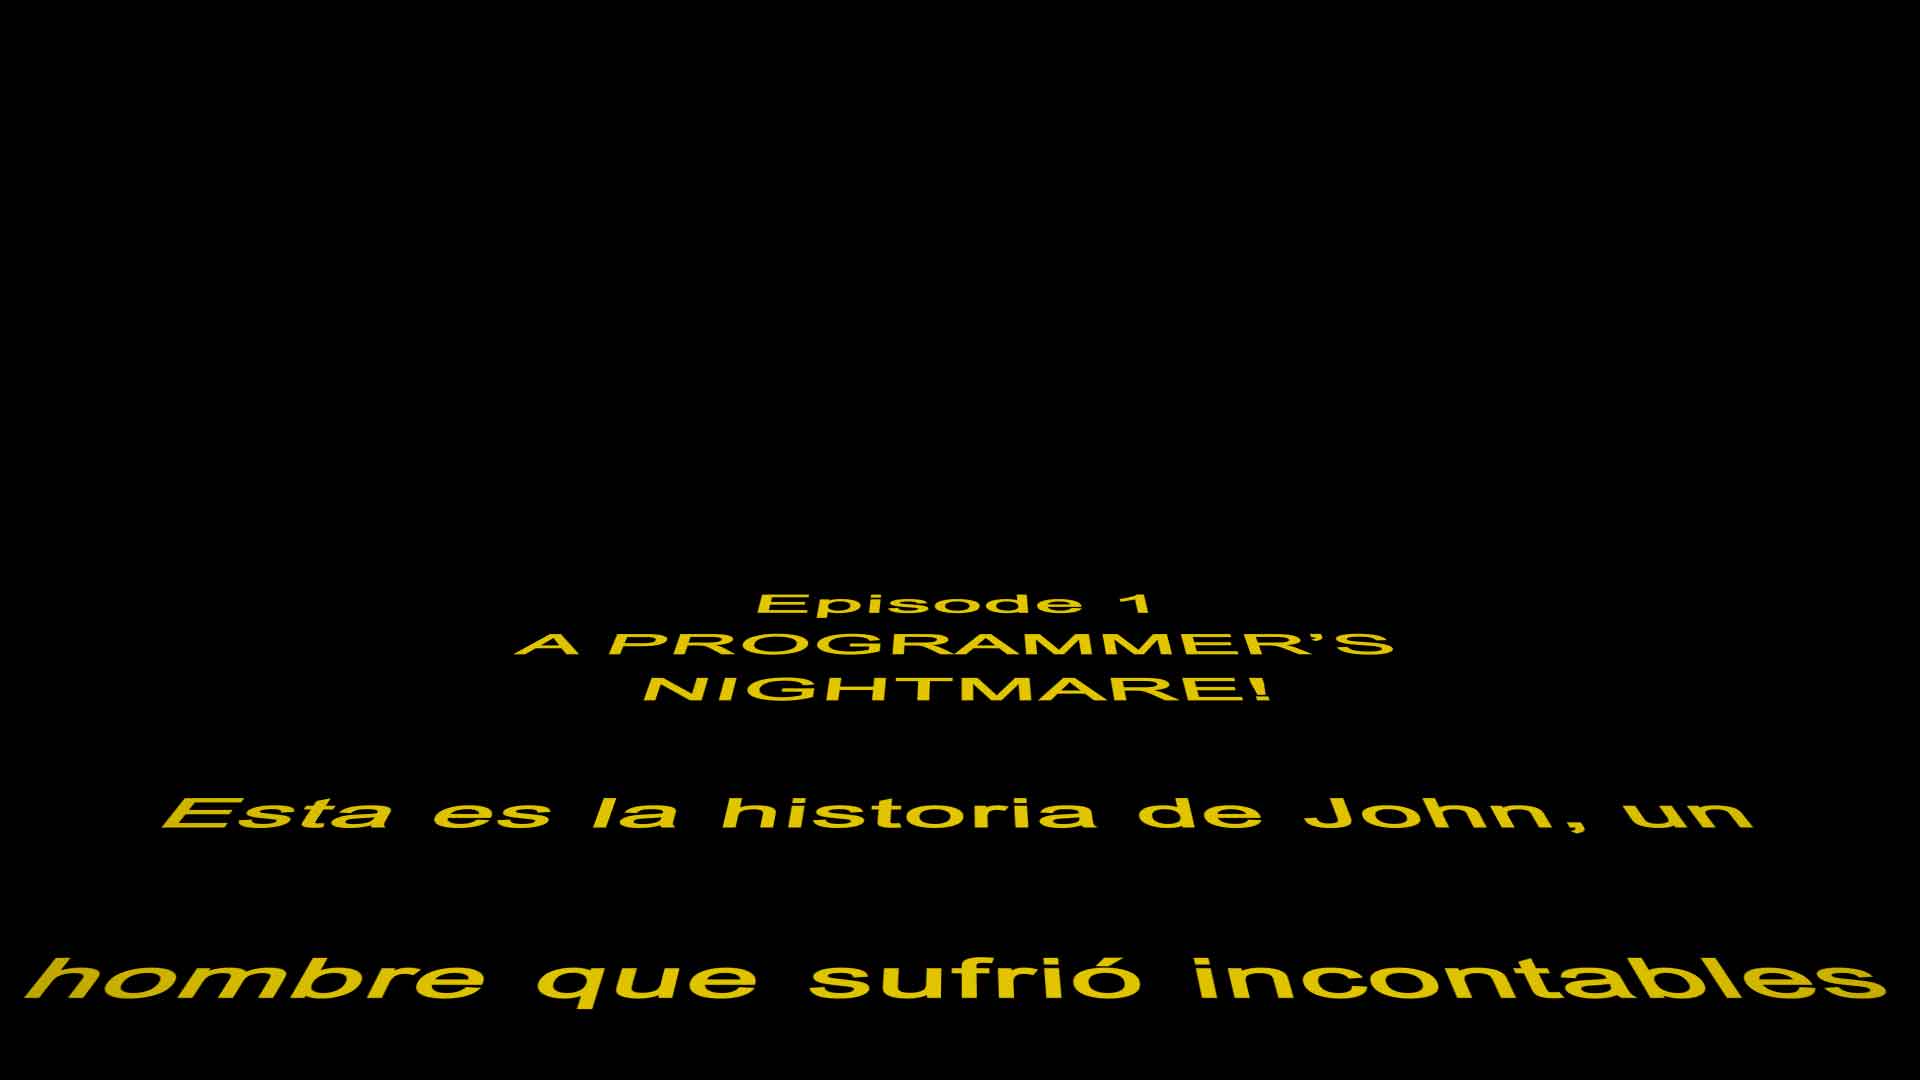 Episode 1
A PROGRAMMER’S
NIGHTMARE!
Esta es la historia de John, un
hombre que sufrió incontables